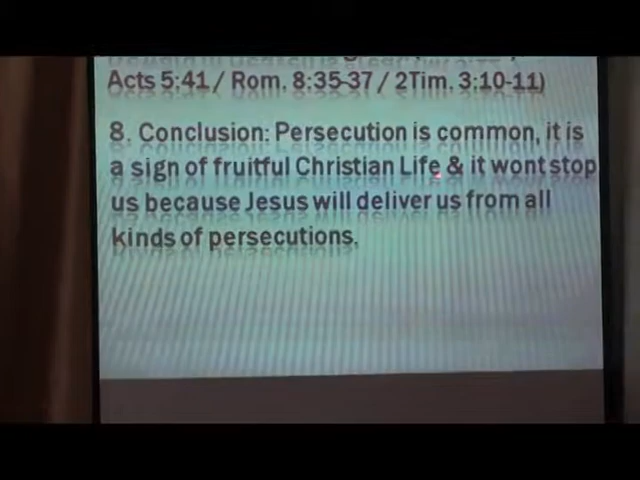 Acts 5:41 / Rom. 8:35-37 / 2Tim. 3:10-11)
8. Conclusion: Persecution is common, it is
a sign of fruitful Christian Life & it wont stop
us because Jesus will deliver us from all
kinds of persecutions.